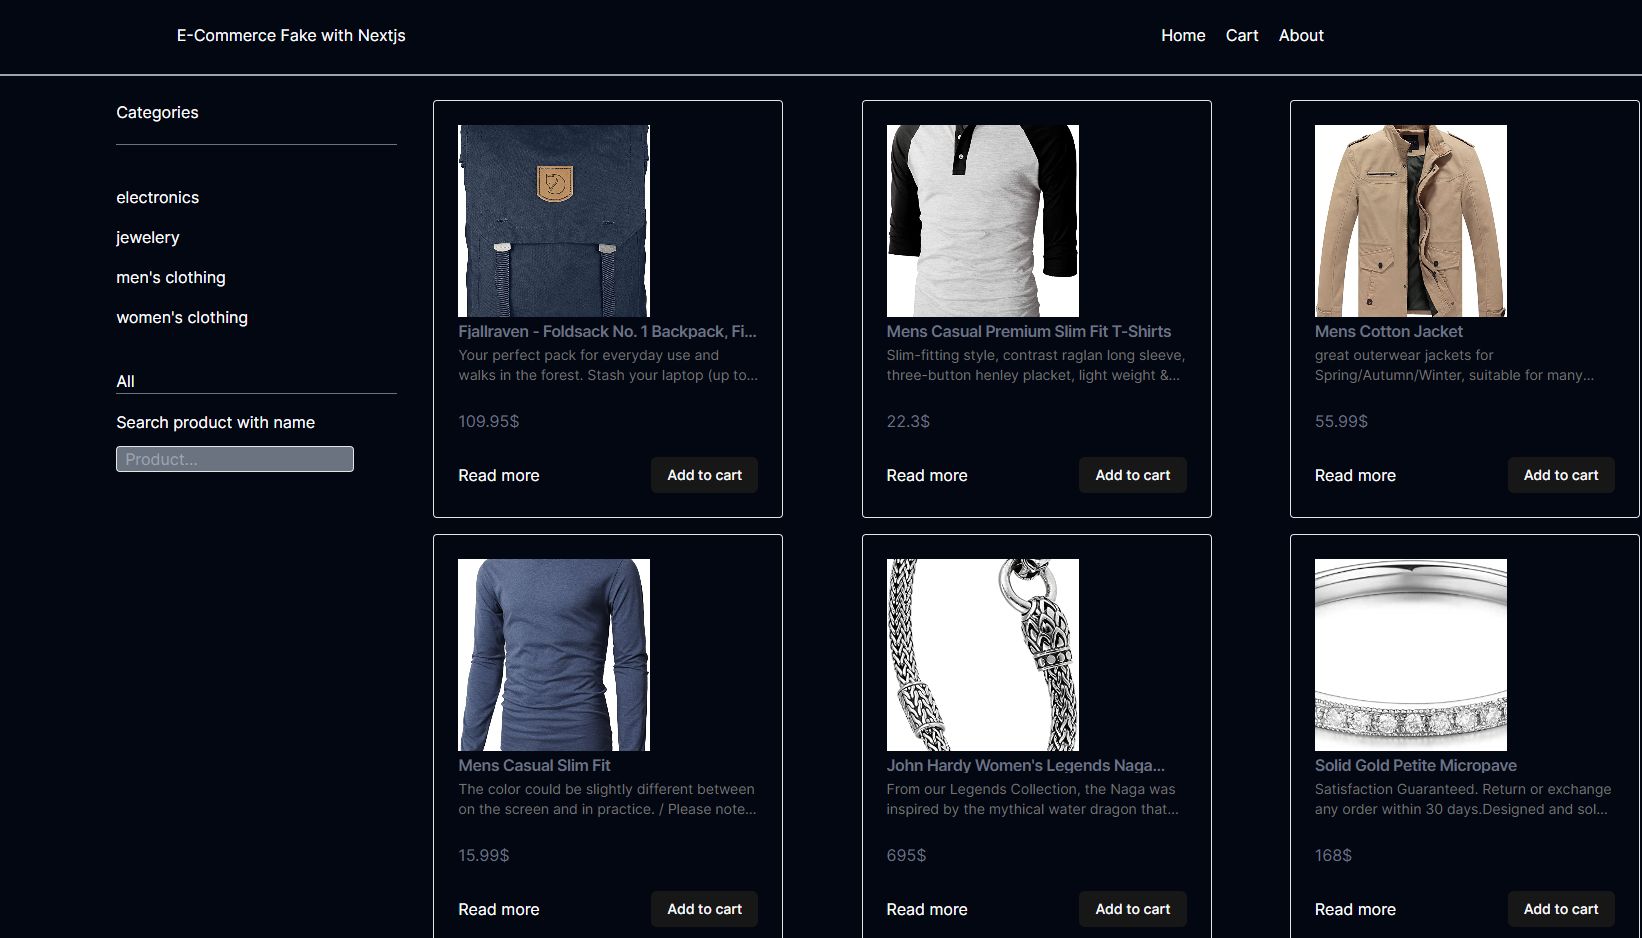 E-Commerce Fake with Nextjs
Home Cart About
Categories
electronics
jewelery
men's clothing
women's clothing
All
Search product with name
Product...
Fjallraven - Foldsack No. 1 Backpack, Fi...
Your perfect pack for everyday use and
walks in the forest. Stash your laptop (up to...
109.95$
Read more
Add to cart
Mens Casual Premium Slim Fit T-Shirts
Slim-fitting style, contrast raglan long sleeve,
three-button henley placket, light weight &...
22.3$
Read more
Add to cart
Mens Cotton Jacket
great outerwear jackets for
Spring/Autumn/Winter, suitable for many...
55.99$
Read more
Add to cart
Mens Casual Slim Fit
The color could be slightly different between
on the screen and in practice. / Please note...
15.99$
Read more
Add to cart
John Hardy Women's Legends Naga...
From our Legends Collection, the Naga was
inspired by the mythical water dragon that...
695$
Read more
Add to cart
Solid Gold Petite Micropave
Satisfaction Guaranteed. Return or exchange
any order within 30 days.Designed and sol...
168$
Read more
Add to cart